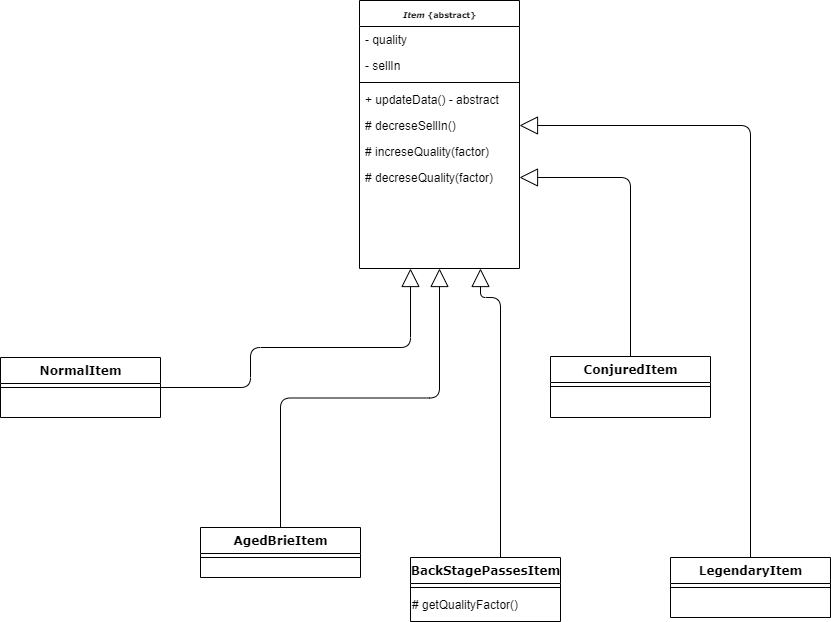 Item {abstract}
- quality
- sellIn
+ updateData() - abstract
# decreseSellIn()
# increseQuality(factor)
# decreseQuality(factor)
NormalItem
ConjuredItem
AgedBrieItem
BackStagePassesItem
# getQualityFactor()
LegendaryItem